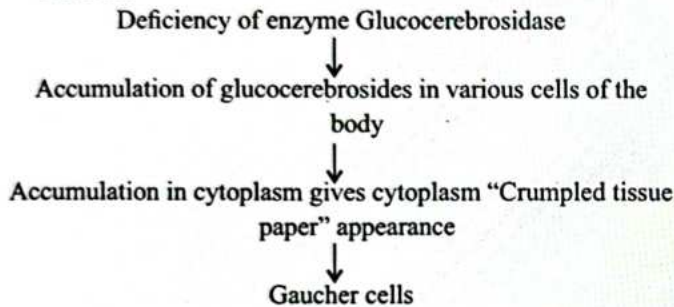 Deficiency of enzyme Glucocerebrosidase
Accumulation of glucocerebrosides in various cells of the
body
Accumulation in cytoplasm gives cytoplasm “Crumpled tissue
paper” appearance
Gaucher cells